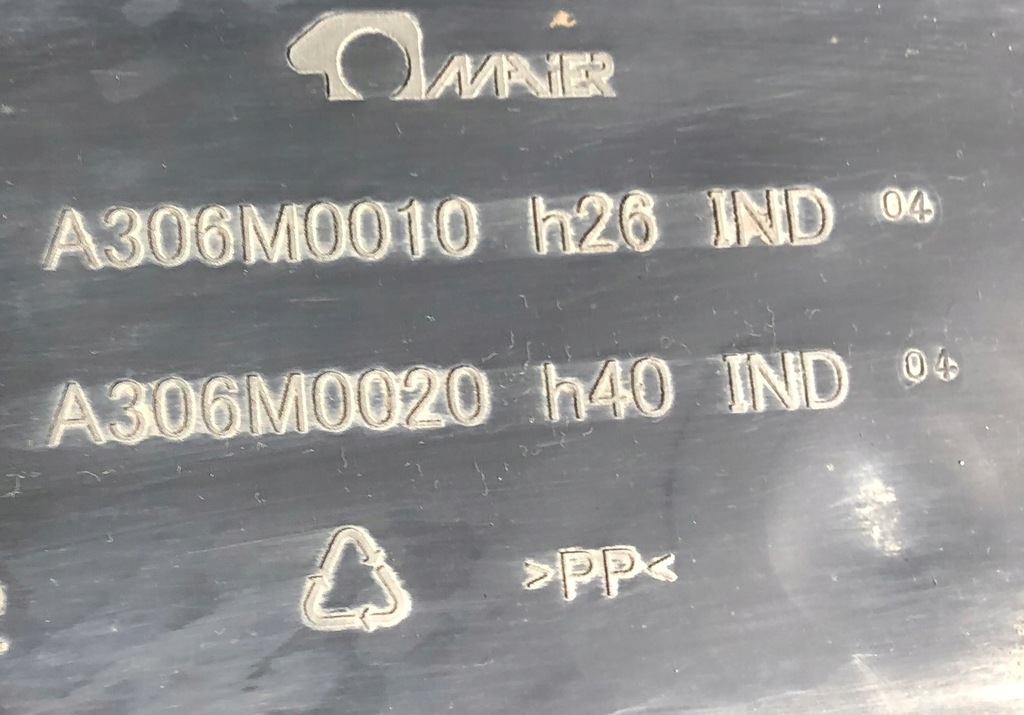 MAIER
A306M0010 h26 IND 04
A306M0020 h40 IND 04
>PP<